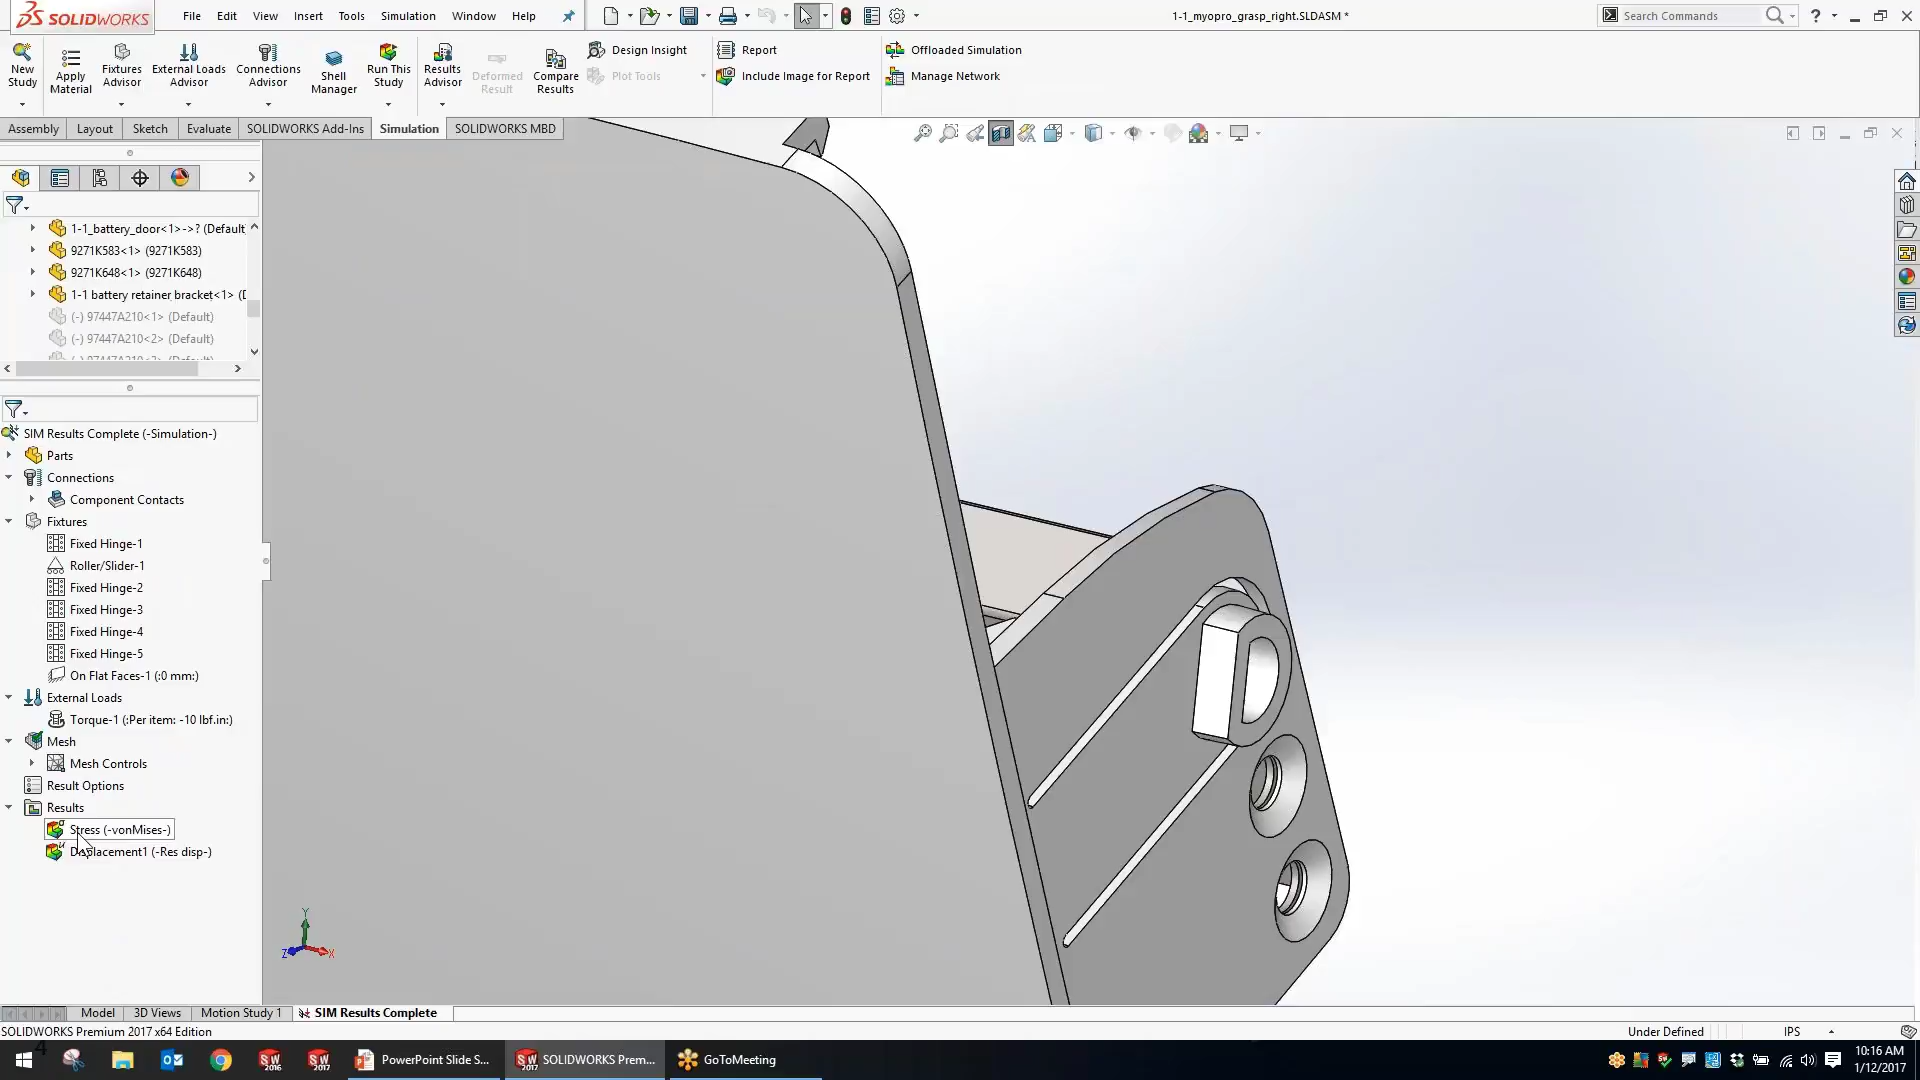 SOLIDWORKS
File Edit View Insert Tools Simulation Window Help
1-1_myopro_grasp_right.SLDASM *
Search Commands
New Study
Apply Material
Fixtures Advisor
External Loads Advisor
Connections Advisor
Shell Manager
Run This Study
Results Advisor
Deformed Result
Compare Results
Design Insight
Plot Tools
Report
Include Image for Report
Offloaded Simulation
Manage Network
Assembly Layout Sketch Evaluate SOLIDWORKS Add-Ins Simulation SOLIDWORKS MBD
1-1_battery_door<1>->? (Default
9271K583<1> (9271K583)
9271K648<1> (9271K648)
1-1 battery retainer bracket<1> (D
(-) 97447A210<1> (Default)
(-) 97447A210<2> (Default)
SIM Results Complete (-Simulation-)
Parts
Connections
Component Contacts
Fixtures
Fixed Hinge-1
Roller/Slider-1
Fixed Hinge-2
Fixed Hinge-3
Fixed Hinge-4
Fixed Hinge-5
On Flat Faces-1 (:0 mm:)
External Loads
Torque-1 (:Per item: -10 lbf.in:)
Mesh
Mesh Controls
Result Options
Results
Stress (-vonMises-)
Displacement1 (-Res disp-)
Y
Z X
Model 3D Views Motion Study 1 SIM Results Complete
SOLIDWORKS Premium 2017 x64 Edition
Under Defined IPS
4
PowerPoint Slide S...
SOLIDWORKS Prem...
GoToMeeting
10:16 AM
1/12/2017